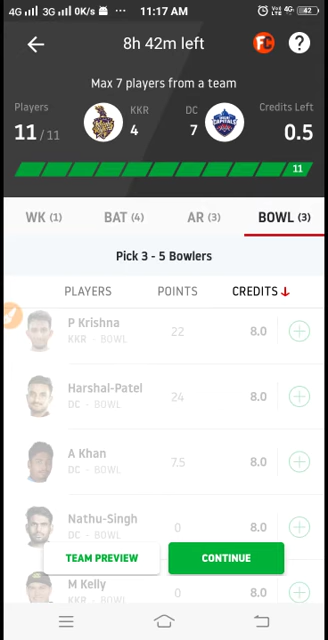 4G 3G 0K/s ... 11:17 AM 4G 42
8h 42m left FC ?
Max 7 players from a team
Players KKR DC Credits Left
11 / 11 4 7 0.5
11
WK (1) BAT (4) AR (3) BOWL (3)
Pick 3 - 5 Bowlers
PLAYERS POINTS CREDITS
P Krishna
22 8.0
KKR - BOWL
Harshal-Patel
24 8.0
DC - BOWL
A Khan
7.5 8.0
DC - BOWL
Nathu-Singh
0 8.0
DC - BOWL
TEAM PREVIEW CONTINUE
M Kelly
0 8.0
KKR - BOWL